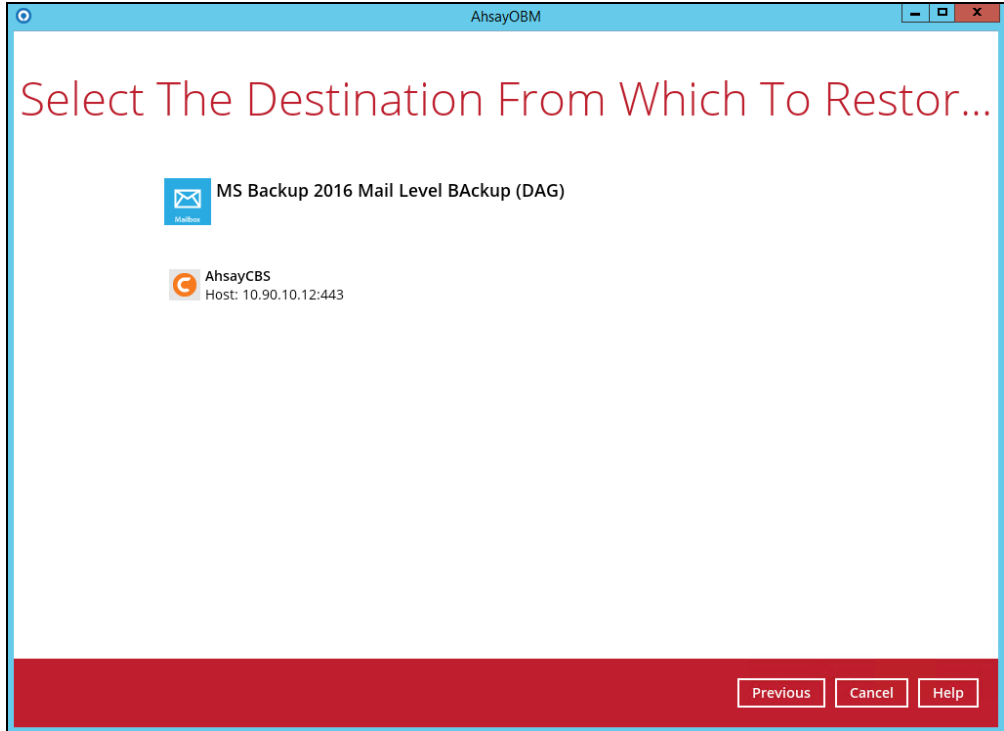 AhsayOBM
Select The Destination From Which To Restor...
MS Backup 2016 Mail Level BAckup (DAG)
Mailbox
AhsayCBS
Host: 10.90.10.12:443
Previous
Cancel
Help